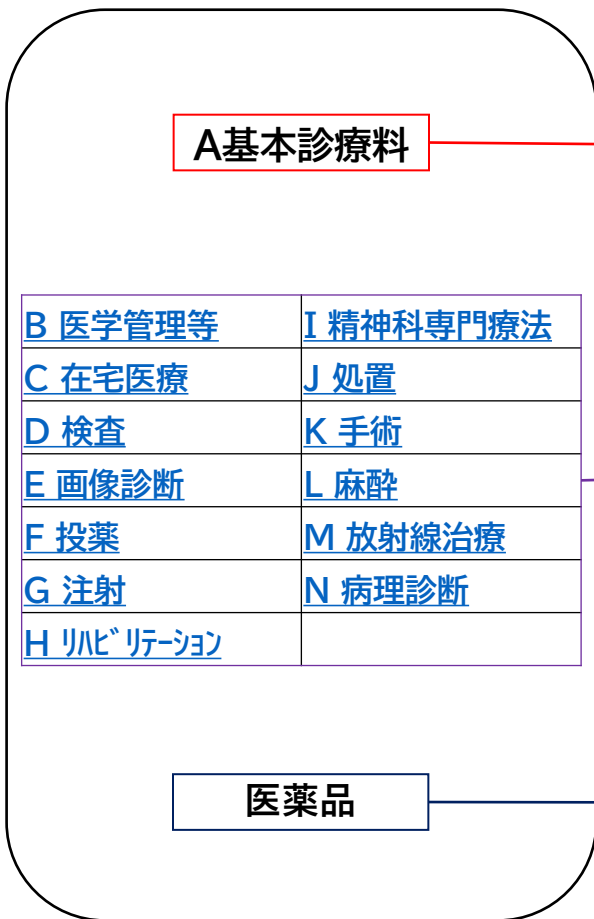 A基本診療料
B 医学管理等 I 精神科専門療法
C 在宅医療 J 処置
D 検査 K 手術
E 画像診断 L 麻酔
F 投薬 M 放射線治療
G 注射 N 病理診断
H ﾘﾊﾋﾞﾘﾃｰｼｮﾝ
医薬品